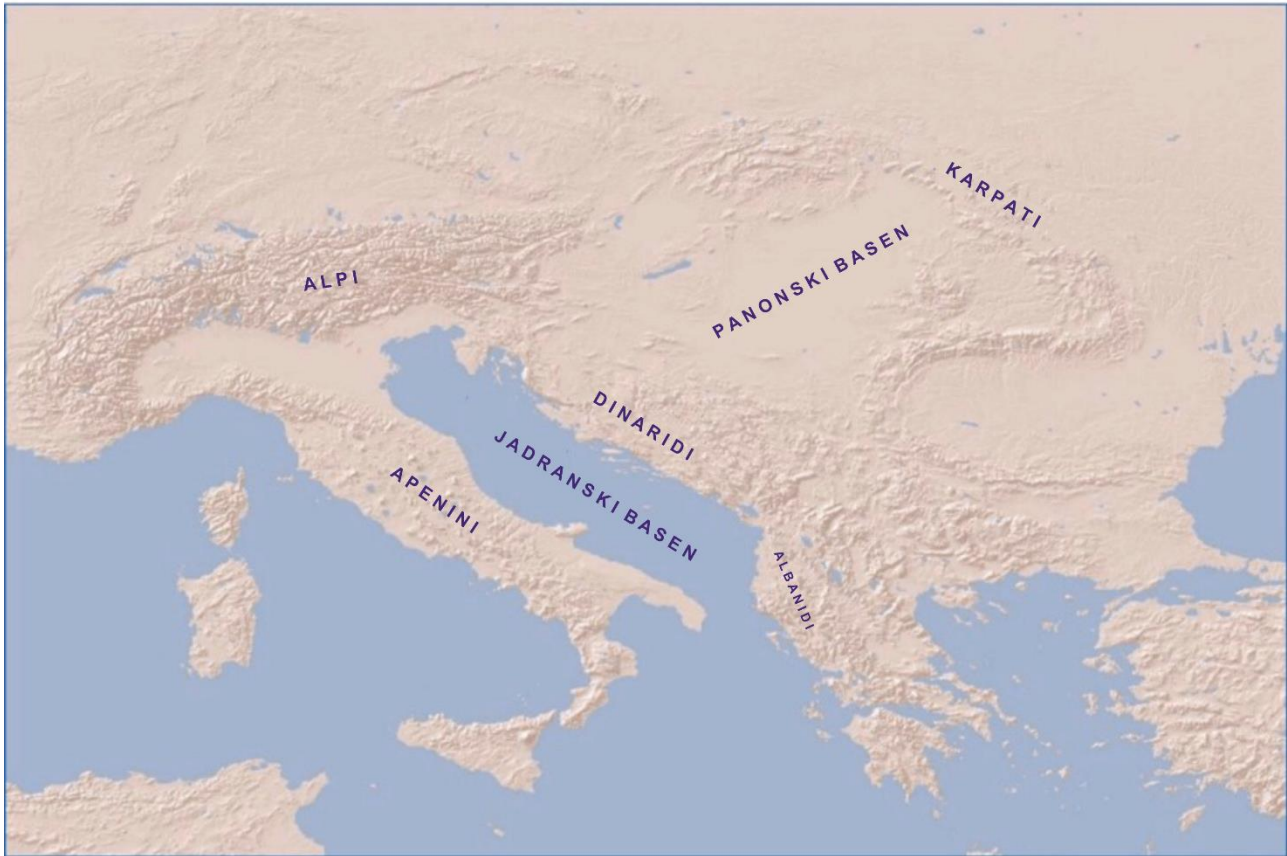 KARPATI
ALPI
PANONSKI BASEN
DINARIDI
JADRANSKI BASEN
APENINI
ALBANIDI